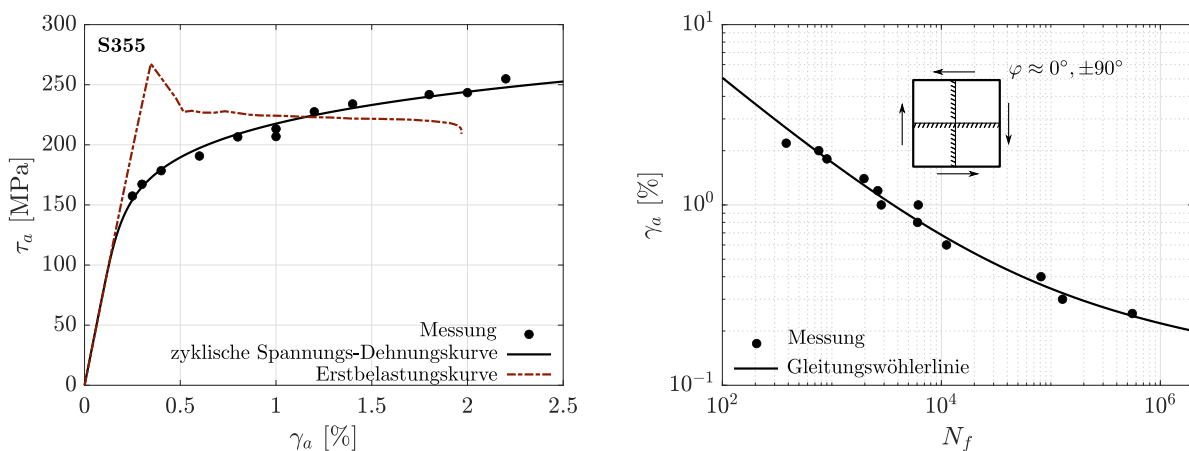 S355
300
250
200
150
100
50
0
τa [MPa]
Messung
zyklische Spannungs-Dehnungskurve
Erstbelastungskurve
0 0.5 1 1.5 2 2.5
γa [%]
φ ≈ 0°, ±90°
10^1
10^0
10^-1
γa [%]
Messung
Gleitungswöhlerlinie
10^2 10^4 10^6
Nf